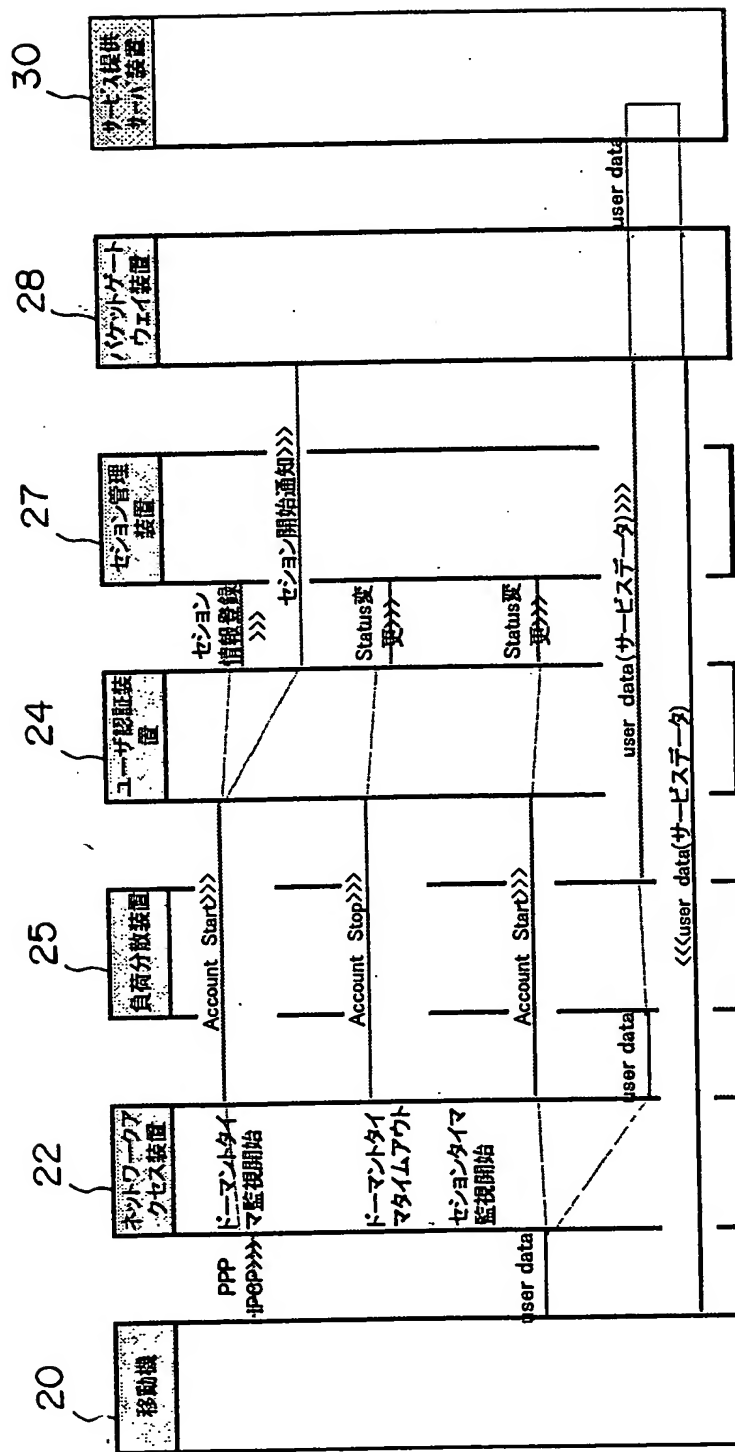 20
移動機
22
ネットワークア
クセス装置
25
負荷分散装置
24
ユーザ認証装
置
27
セション管理
装置
28
パケットゲート
ウェイ装置
30
サービス提供
サーバ装置
PPP
IPCP>>>
ドーマントタイ
マ監視開始
Account Start>>>
セション
情報登録
>>>
セション開始通知>>>
ドーマントタイ
マタイムアウト
Account Stop>>>
Status変
更>>>
セションタイマ
監視開始
user data
Account Start>>>
Status変
更>>>
user data
user data(サービスデータ)>>>
user data
<<<user data(サービスデータ)